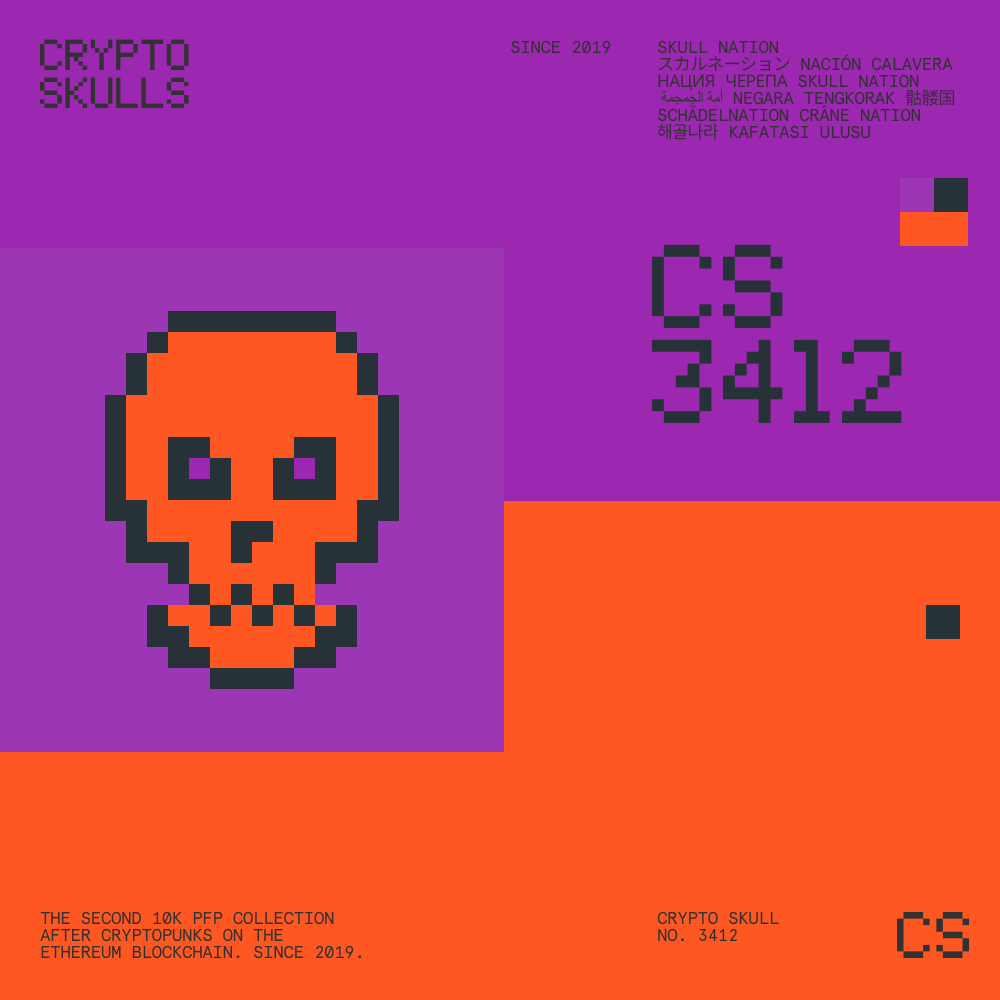 CRYPTO
SKULLS
SINCE 2019
SKULL NATION
スカルネーション NACIÓN CALAVERA
НАЦИЯ ЧЕРЕПА SKULL NATION
أمة الجمجمة NEGARA TENGKORAK 骷髅国
SCHÄDELNATION CRÂNE NATION
해골나라 KAFATASI ULUSU
CS
3412
THE SECOND 10K PFP COLLECTION
AFTER CRYPTOPUNKS ON THE
ETHEREUM BLOCKCHAIN. SINCE 2019.
CRYPTO SKULL
NO. 3412
CS